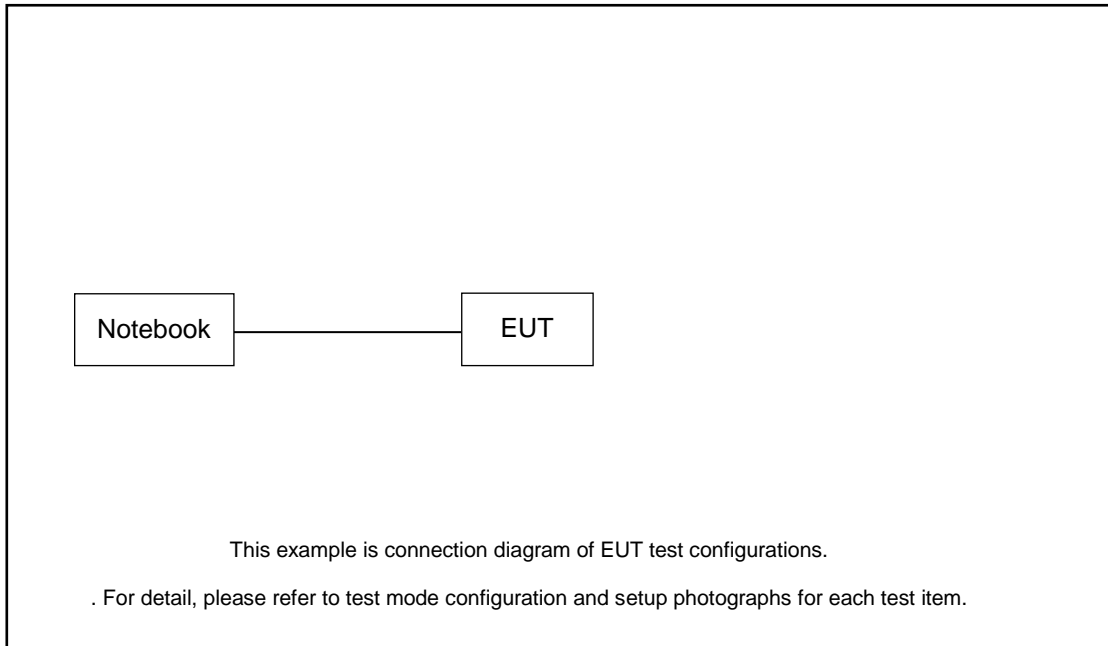 Notebook
EUT
This example is connection diagram of EUT test configurations.
. For detail, please refer to test mode configuration and setup photographs for each test item.